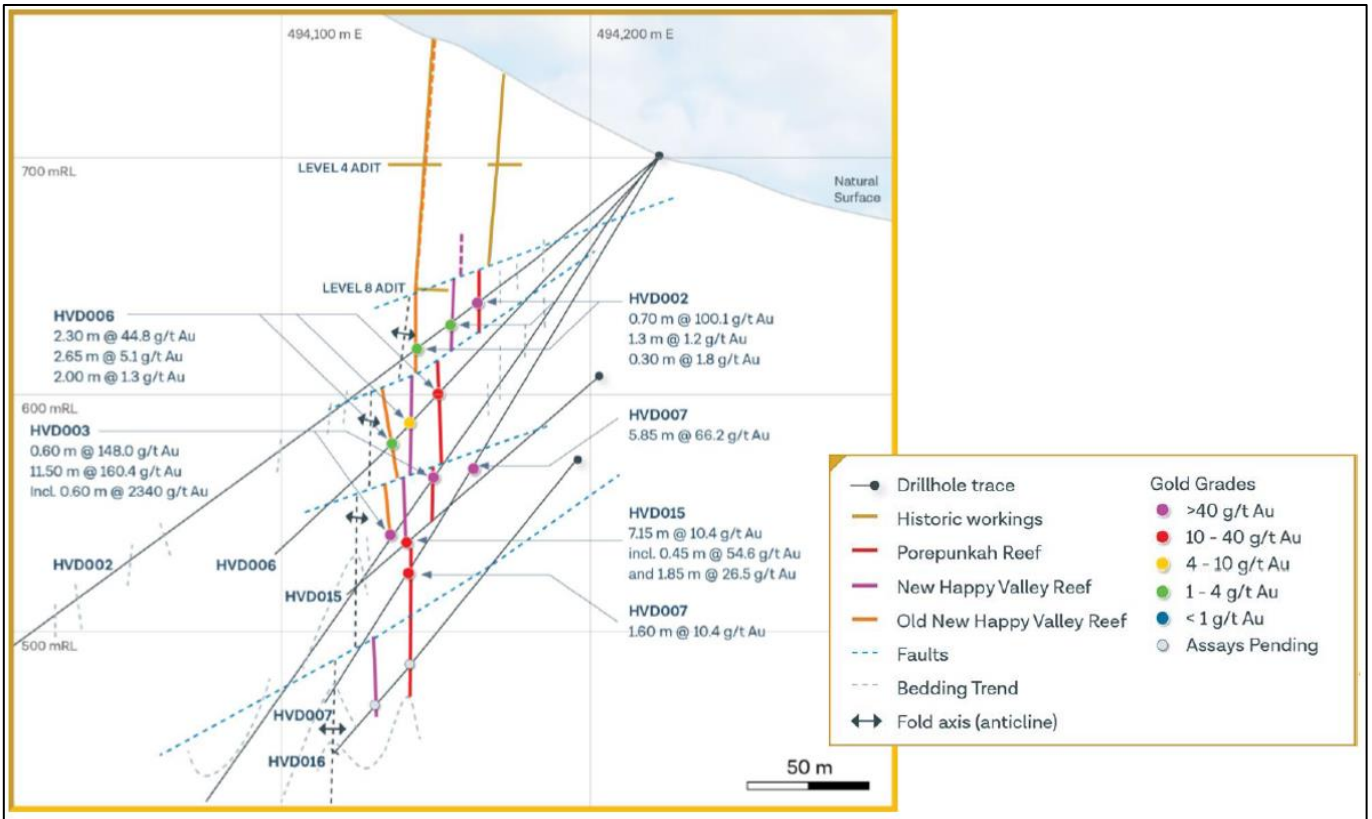 494,100 m E
494,200 m E
LEVEL 4 ADIT
700 mRL
Natural
Surface
LEVEL 8 ADIT
HVD006
2.30 m @ 44.8 g/t Au
2.65 m @ 5.1 g/t Au
2.00 m @ 1.3 g/t Au
HVD002
0.70 m @ 100.1 g/t Au
1.3 m @ 1.2 g/t Au
0.30 m @ 1.8 g/t Au
600 mRL
HVD003
0.60 m @ 148.0 g/t Au
11.50 m @ 160.4 g/t Au
Incl. 0.60 m @ 2340 g/t Au
HVD007
5.85 m @ 66.2 g/t Au
HVD015
7.15 m @ 10.4 g/t Au
incl. 0.45 m @ 54.6 g/t Au
and 1.85 m @ 26.5 g/t Au
HVD002
HVD006
HVD015
HVD007
1.60 m @ 10.4 g/t Au
500 mRL
HVD007
HVD016
50 m
Drillhole trace
Historic workings
Porepunkah Reef
New Happy Valley Reef
Old New Happy Valley Reef
Faults
Bedding Trend
Fold axis (anticline)
Gold Grades
>40 g/t Au
10 - 40 g/t Au
4 - 10 g/t Au
1 - 4 g/t Au
< 1 g/t Au
Assays Pending